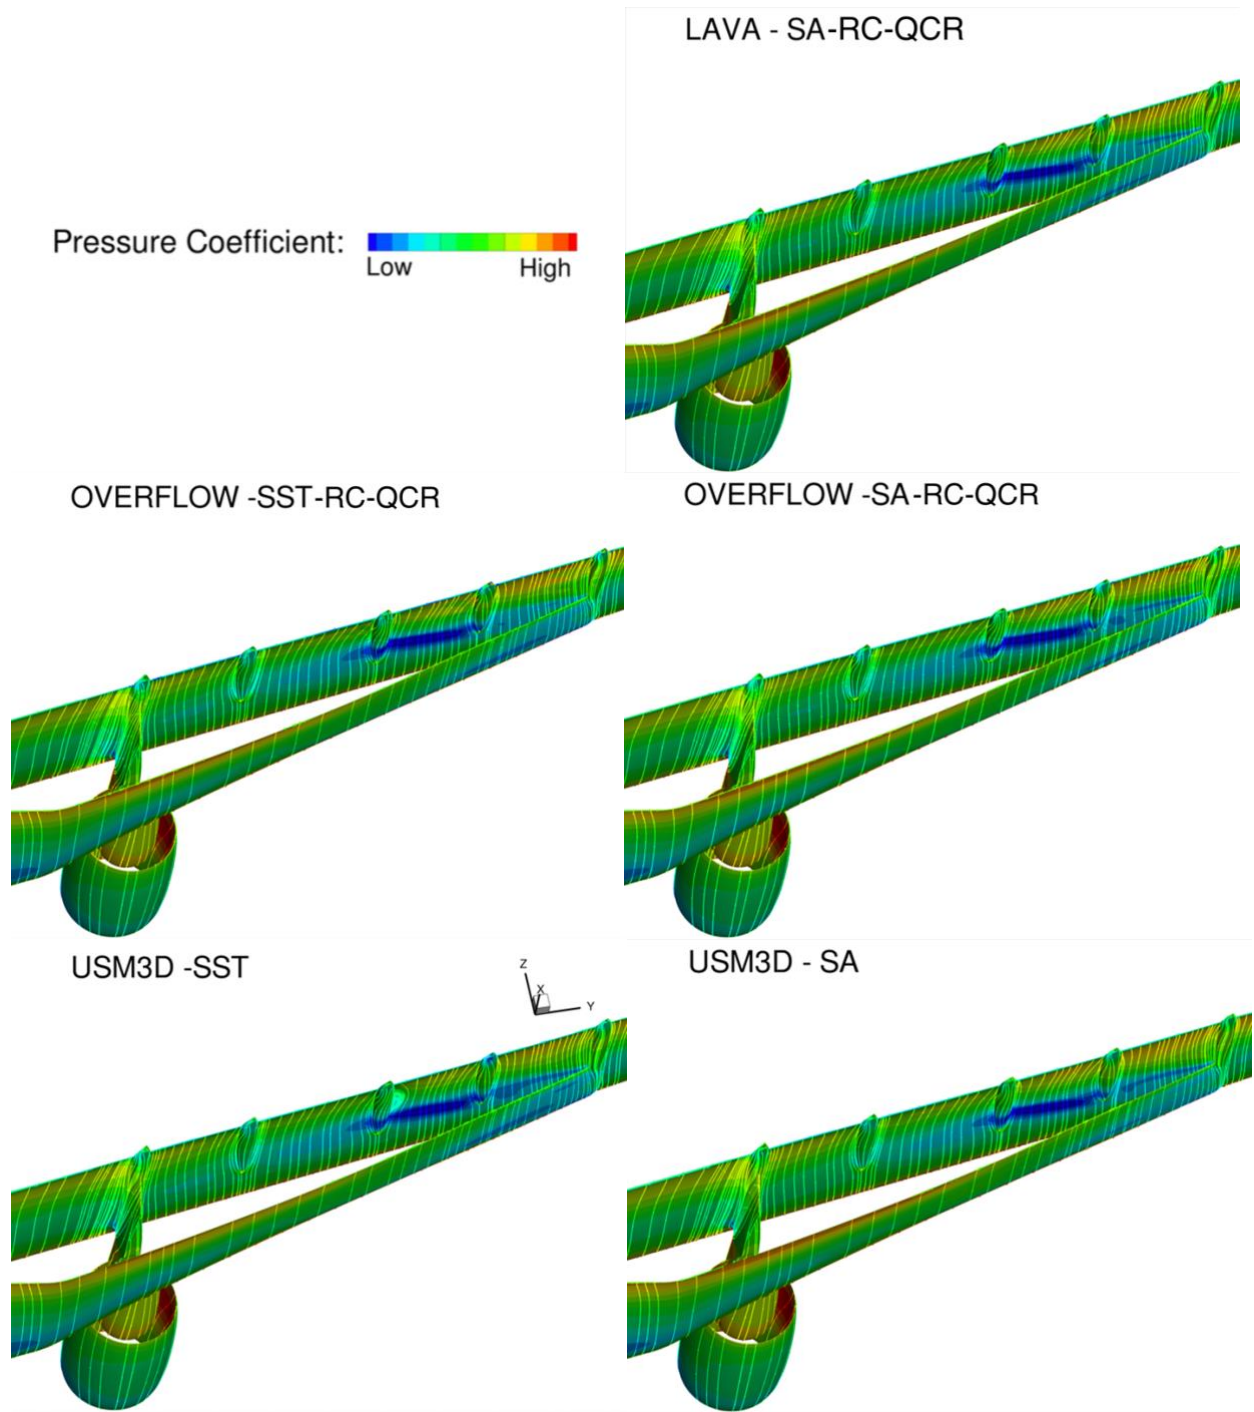 LAVA - SA-RC-QCR
Pressure Coefficient:
Low High
OVERFLOW -SST-RC-QCR
OVERFLOW -SA-RC-QCR
USM3D -SST
Z
X
Y
USM3D - SA